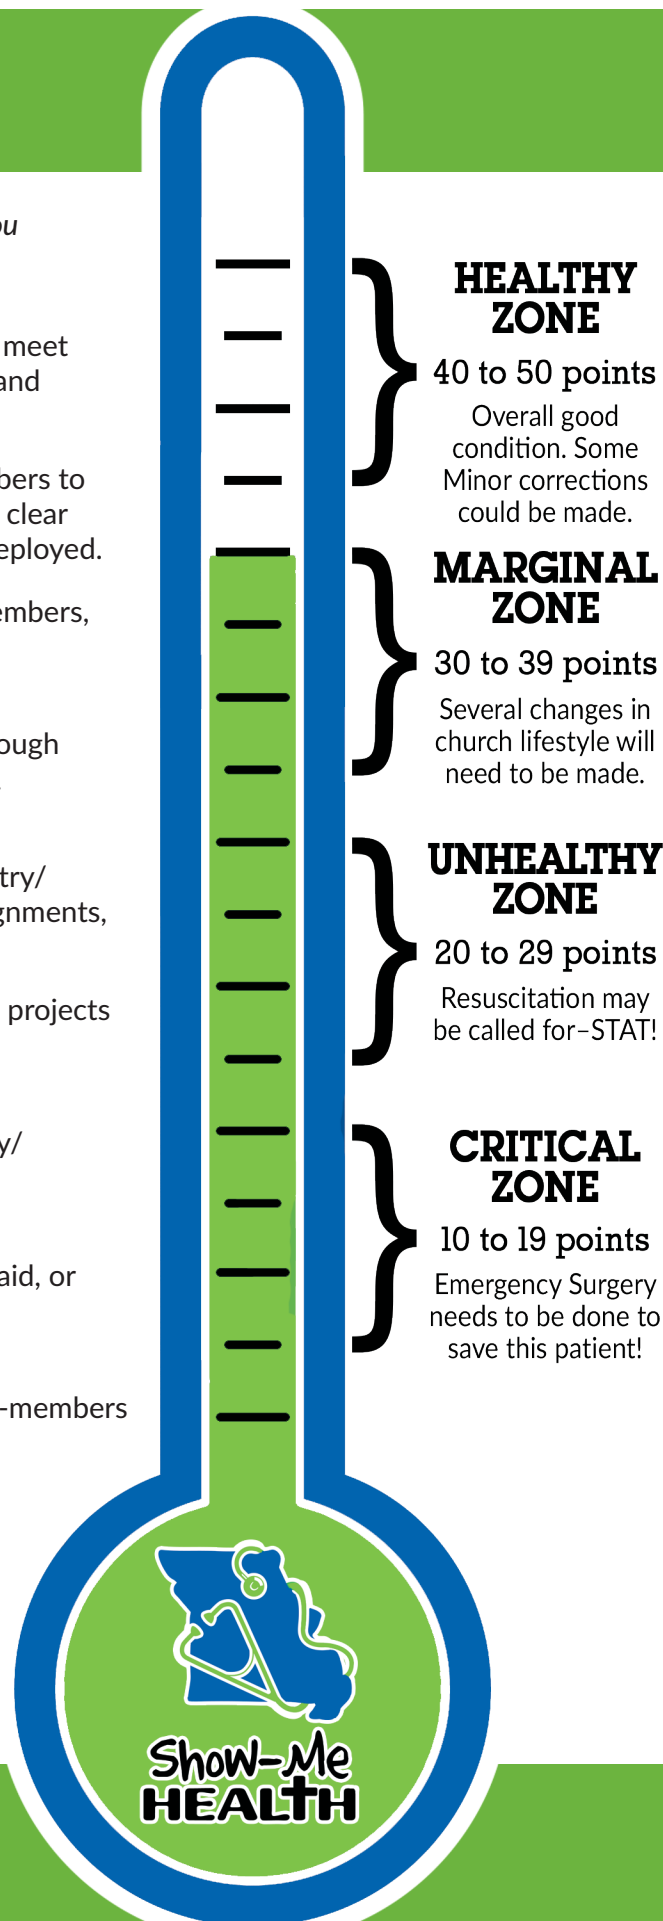 ou
meet
and
bers to
clear
eployed.
embers,
ough
try/
gnments,
projects
y/
aid, or
-members
HEALTHY
ZONE
40 to 50 points
Overall good
condition. Some
Minor corrections
could be made.
MARGINAL
ZONE
30 to 39 points
Several changes in
church lifestyle will
need to be made.
UNHEALTHY
ZONE
20 to 29 points
Resuscitation may
be called for–STAT!
CRITICAL
ZONE
10 to 19 points
Emergency Surgery
needs to be done to
save this patient!
Show-Me
HEALTH